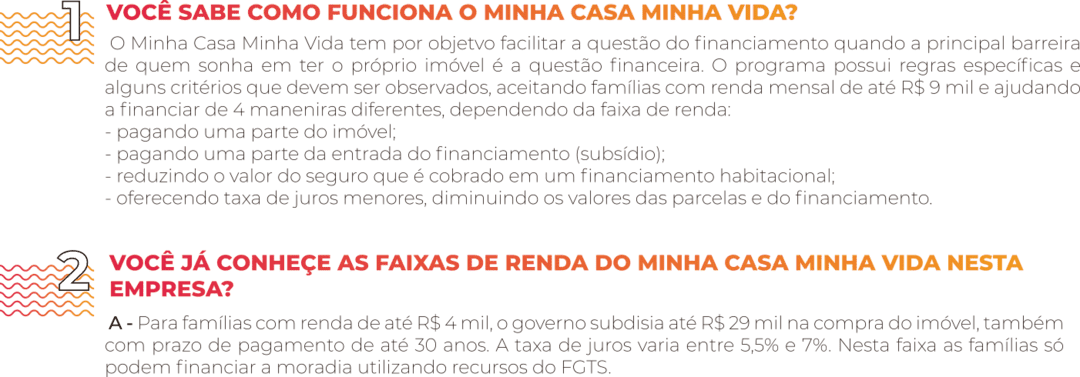 1
VOCÊ SABE COMO FUNCIONA O MINHA CASA MINHA VIDA?
O Minha Casa Minha Vida tem por objetvo facilitar a questão do financiamento quando a principal barreira
de quem sonha em ter o próprio imóvel é a questão financeira. O programa possui regras específicas e
alguns critérios que devem ser observados, aceitando famílias com renda mensal de até R$ 9 mil e ajudando
a financiar de 4 maneniras diferentes, dependendo da faixa de renda:
- pagando uma parte do imóvel;
- pagando uma parte da entrada do financiamento (subsídio);
- reduzindo o valor do seguro que é cobrado em um financiamento habitacional;
- oferecendo taxa de juros menores, diminuindo os valores das parcelas e do financiamento.
2
VOCÊ JÁ CONHEÇE AS FAIXAS DE RENDA DO MINHA CASA MINHA VIDA NESTA
EMPRESA?
A - Para famílias com renda de até R$ 4 mil, o governo subdisia até R$ 29 mil na compra do imóvel, também
com prazo de pagamento de até 30 anos. A taxa de juros varia entre 5,5% e 7%. Nesta faixa as famílias só
podem financiar a moradia utilizando recursos do FGTS.